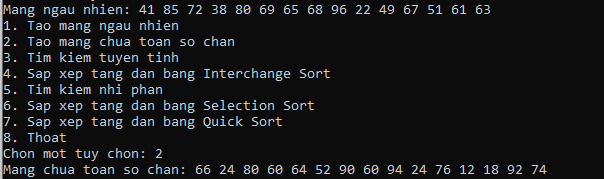 Mang ngau nhien: 41 85 72 38 80 69 65 68 96 22 49 67 51 61 63
1. Tao mang ngau nhien
2. Tao mang chua toan so chan
3. Tim kiem tuyen tinh
4. Sap xep tang dan bang Interchange Sort
5. Tim kiem nhi phan
6. Sap xep tang dan bang Selection Sort
7. Sap xep tang dan bang Quick Sort
8. Thoat
Chon mot tuy chon: 2
Mang chua toan so chan: 66 24 80 60 64 52 90 60 94 24 76 12 18 92 74